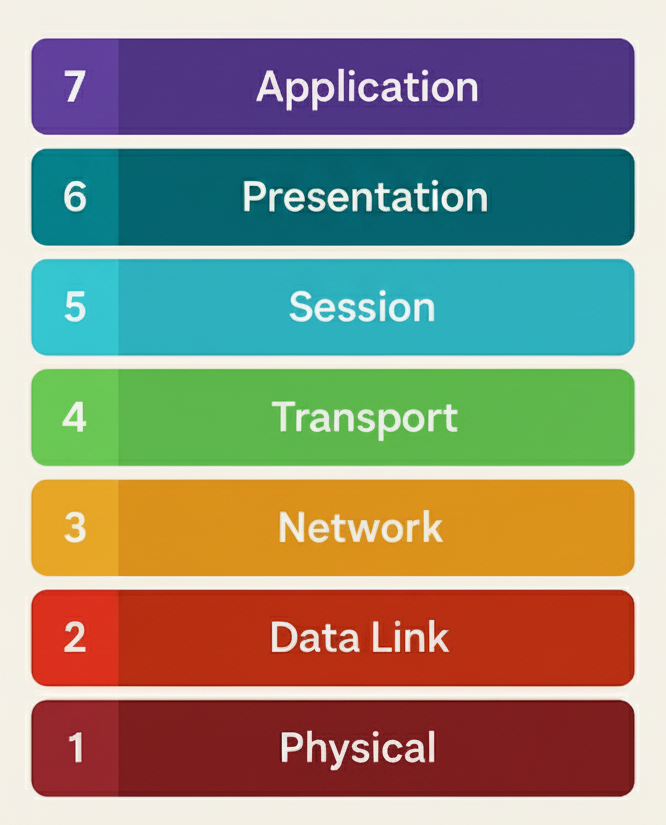 7 Application
6 Presentation
5 Session
4 Transport
3 Network
2 Data Link
1 Physical